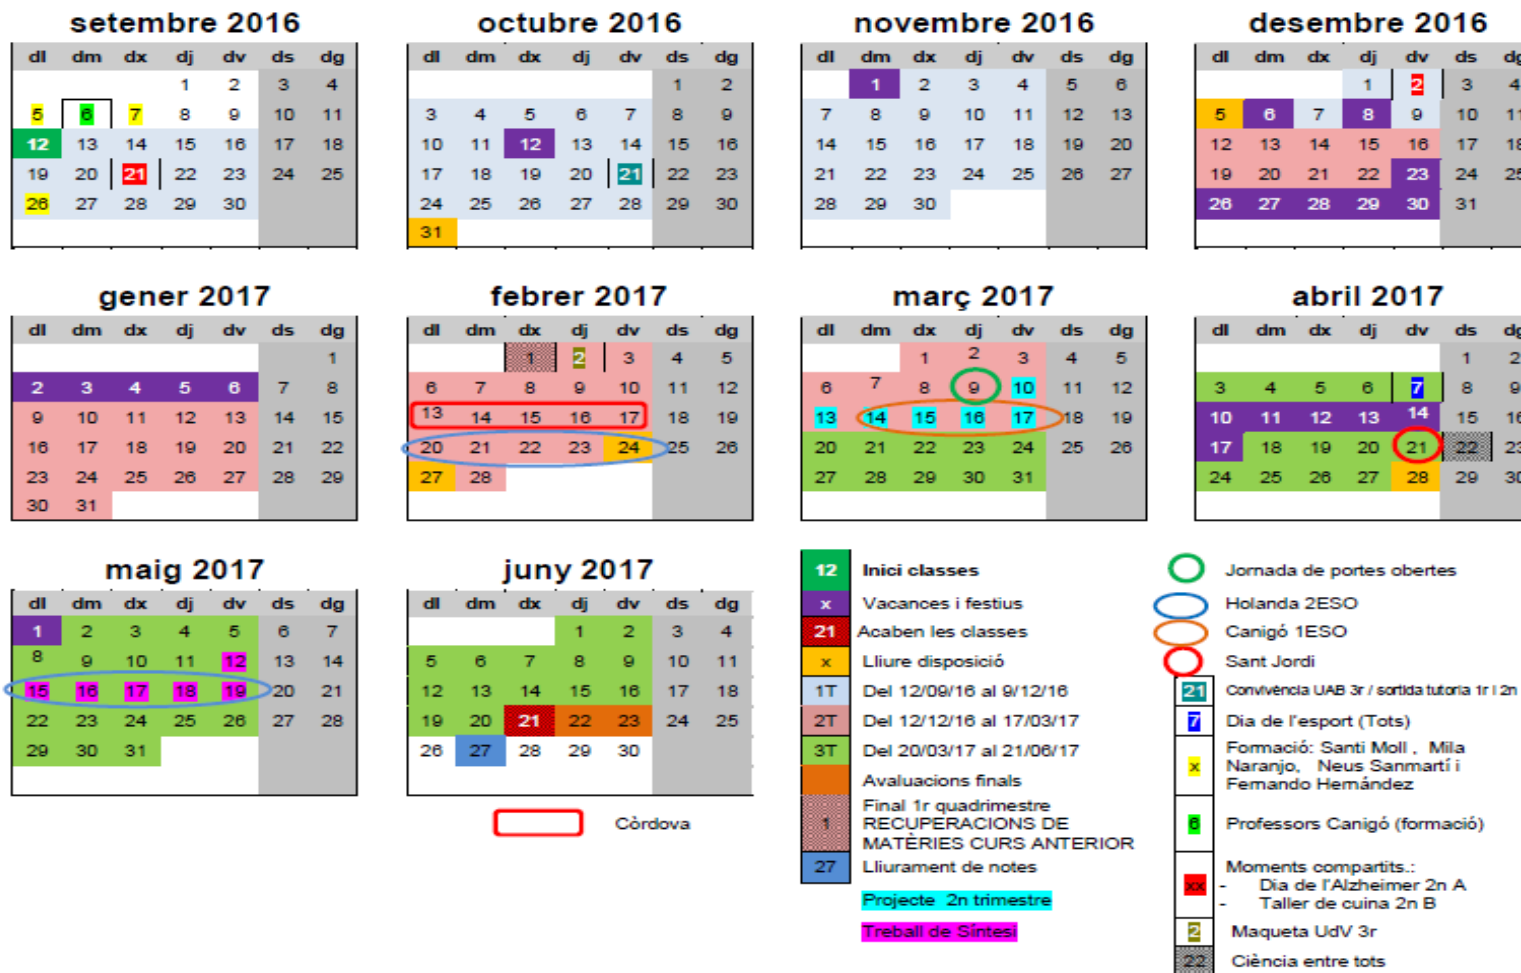 setembre 2016 octubre 2016 novembre 2016 desembre 2016
dl dm dx dj dv ds dg dl dm dx dj dv ds dg dl dm dx dj dv ds dg dl dm dx dj dv ds dg
1 2 3 4 1 2 1 2 3 4 5 6 1 2 3 4
5 6 7 8 9 10 11 3 4 5 6 7 8 9 7 8 9 10 11 12 13 5 6 7 8 9 10 11
12 13 14 15 16 17 18 10 11 12 13 14 15 16 14 15 16 17 18 19 20 12 13 14 15 16 17 18
19 20 21 22 23 24 25 17 18 19 20 21 22 23 21 22 23 24 25 26 27 19 20 21 22 23 24 25
26 27 28 29 30 24 25 26 27 28 29 30 28 29 30 26 27 28 29 30 31
31
gener 2017 febrer 2017 març 2017 abril 2017
dl dm dx dj dv ds dg dl dm dx dj dv ds dg dl dm dx dj dv ds dg dl dm dx dj dv ds dg
1 1 2 3 4 5 1 2 3 4 5 1 2
2 3 4 5 6 7 8 6 7 8 9 10 11 12 6 7 8 9 10 11 12 3 4 5 6 7 8 9
9 10 11 12 13 14 15 13 14 15 16 17 18 19 13 14 15 16 17 18 19 10 11 12 13 14 15 16
16 17 18 19 20 21 22 20 21 22 23 24 25 26 20 21 22 23 24 25 26 17 18 19 20 21 22 23
23 24 25 26 27 28 29 27 28 27 28 29 30 31 24 25 26 27 28 29 30
30 31
maig 2017 juny 2017
dl dm dx dj dv ds dg dl dm dx dj dv ds dg
1 2 3 4 5 6 7 1 2 3 4
8 9 10 11 12 13 14 5 6 7 8 9 10 11
15 16 17 18 19 20 21 12 13 14 15 16 17 18
22 23 24 25 26 27 28 19 20 21 22 23 24 25
29 30 31 26 27 28 29 30
Còrdova
12 Inici classes
x Vacances i festius
21 Acaben les classes
x Lliure disposició
1T Del 12/09/16 al 9/12/16
2T Del 12/12/16 al 17/03/17
3T Del 20/03/17 al 21/06/17
Avaluacions finals
Final 1r quadrimestre
1 RECUPERACIONS DE
MATÈRIES CURS ANTERIOR
27 Lliurament de notes
Projecte 2n trimestre
Treball de Síntesi
Jornada de portes obertes
Holanda 2ESO
Canigó 1ESO
Sant Jordi
21 Convivència UAB 3r / sortida tutoria 1r i 2n
7 Dia de l'esport (Tots)
Formació: Santi Moll , Mila
x Naranjo, Neus Sanmartí i
Fernando Hernández
6 Professors Canigó (formació)
Moments compartits.:
xx - Dia de l'Alzheimer 2n A
- Taller de cuina 2n B
2 Maqueta UdV 3r
22 Ciència entre tots